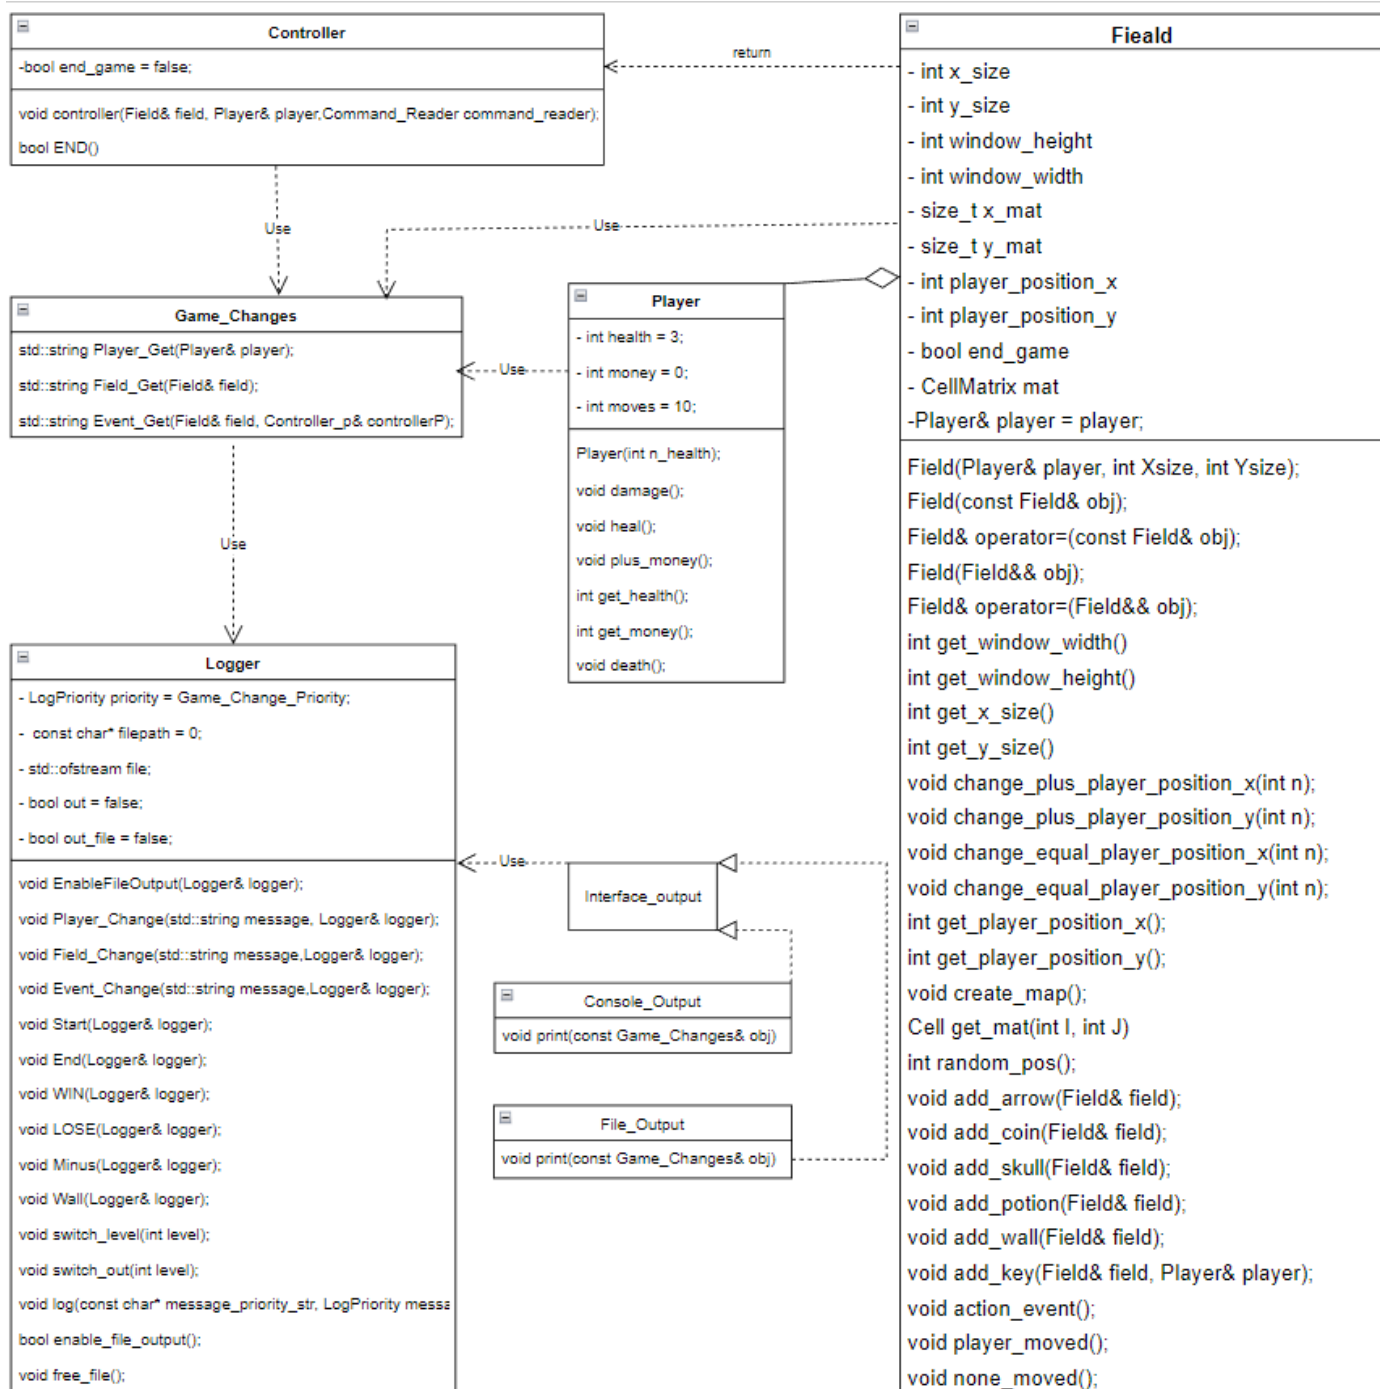 Controller
-bool end_game = false;
void controller(Field& field, Player& player,Command_Reader command_reader);
bool END()
return
Use
Use
Game_Changes
std::string Player_Get(Player& player);
std::string Field_Get(Field& field);
std::string Event_Get(Field& field, Controller_p& controllerP);
Use
Player
- int health = 3;
- int money = 0;
- int moves = 10;
Player(int n_health);
void damage();
void heal();
void plus_money();
int get_health();
int get_money();
void death();
Use
Logger
- LogPriority priority = Game_Change_Priority;
- const char* filepath = 0;
- std::ofstream file;
- bool out = false;
- bool out_file = false;
void EnableFileOutput(Logger& logger);
void Player_Change(std::string message, Logger& logger);
void Field_Change(std::string message,Logger& logger);
void Event_Change(std::string message,Logger& logger);
void Start(Logger& logger);
void End(Logger& logger);
void WIN(Logger& logger);
void LOSE(Logger& logger);
void Minus(Logger& logger);
void Wall(Logger& logger);
void switch_level(int level);
void switch_out(int level);
void log(const char* message_priority_str, LogPriority messa
bool enable_file_output();
void free_file();
Use
Interface_output
Console_Output
void print(const Game_Changes& obj)
File_Output
void print(const Game_Changes& obj)
Fieald
- int x_size
- int y_size
- int window_height
- int window_width
- size_t x_mat
- size_t y_mat
- int player_position_x
- int player_position_y
- bool end_game
- CellMatrix mat
-Player& player = player;
Field(Player& player, int Xsize, int Ysize);
Field(const Field& obj);
Field& operator=(const Field& obj);
Field(Field&& obj);
Field& operator=(Field&& obj);
int get_window_width()
int get_window_height()
int get_x_size()
int get_y_size()
void change_plus_player_position_x(int n);
void change_plus_player_position_y(int n);
void change_equal_player_position_x(int n);
void change_equal_player_position_y(int n);
int get_player_position_x();
int get_player_position_y();
void create_map();
Cell get_mat(int I, int J)
int random_pos();
void add_arrow(Field& field);
void add_coin(Field& field);
void add_skull(Field& field);
void add_potion(Field& field);
void add_wall(Field& field);
void add_key(Field& field, Player& player);
void action_event();
void player_moved();
void none_moved();